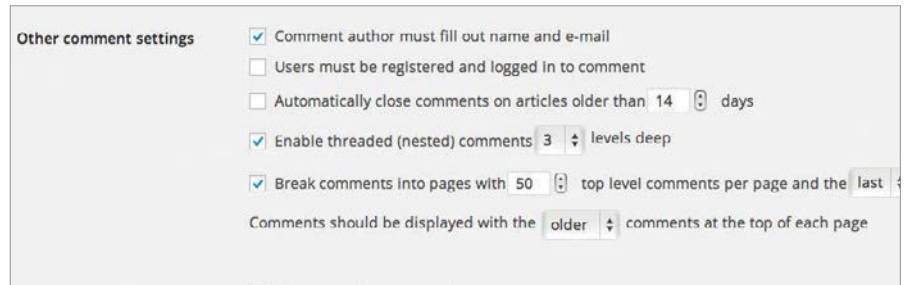 Other comment settings
Comment author must fill out name and e-mail
Users must be registered and logged in to comment
Automatically close comments on articles older than 14 days
Enable threaded (nested) comments 3 levels deep
Break comments into pages with 50 top level comments per page and the last
Comments should be displayed with the older comments at the top of each page